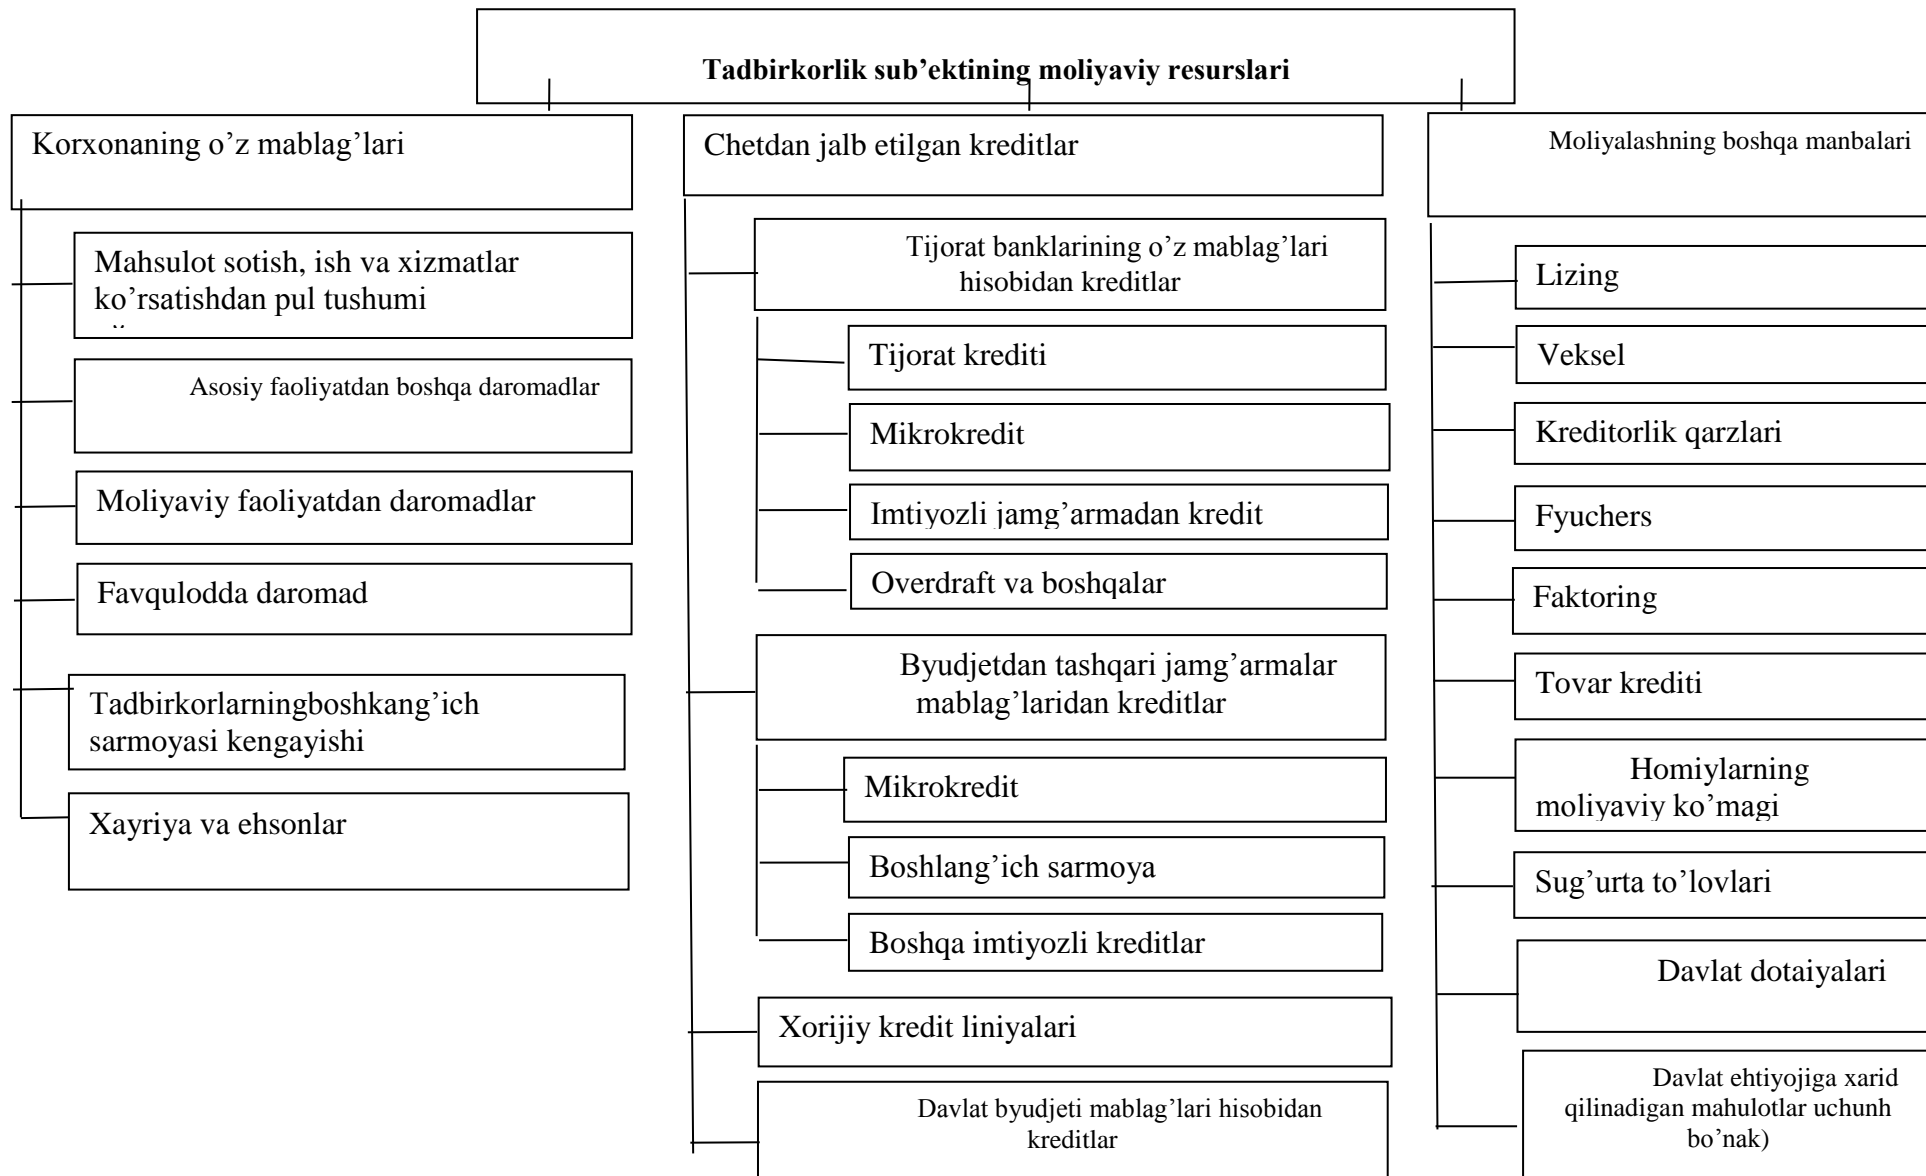 Tadbirkorlik sub’ektining moliyaviy resurslari
Korxonaning o’z mablag’lari
Mahsulot sotish, ish va xizmatlar
ko’rsatishdan pul tushumi
Asosiy faoliyatdan boshqa daromadlar
Moliyaviy faoliyatdan daromadlar
Favqulodda daromad
Tadbirkorlarningboshkang’ich
sarmoyasi kengayishi
Xayriya va ehsonlar
Chetdan jalb etilgan kreditlar
Tijorat banklarining o’z mablag’lari
hisobidan kreditlar
Tijorat krediti
Mikrokredit
Imtiyozli jamg’armadan kredit
Overdraft va boshqalar
Byudjetdan tashqari jamg’armalar
mablag’laridan kreditlar
Mikrokredit
Boshlang’ich sarmoya
Boshqa imtiyozli kreditlar
Xorijiy kredit liniyalari
Davlat byudjeti mablag’lari hisobidan
kreditlar
Moliyalashning boshqa manbalari
Lizing
Veksel
Kreditorlik qarzlari
Fyuchers
Faktoring
Tovar krediti
Homiylarning
moliyaviy ko’magi
Sug’urta to’lovlari
Davlat dotaiyalari
Davlat ehtiyojiga xarid
qilinadigan mahulotlar uchunh
bo’nak)